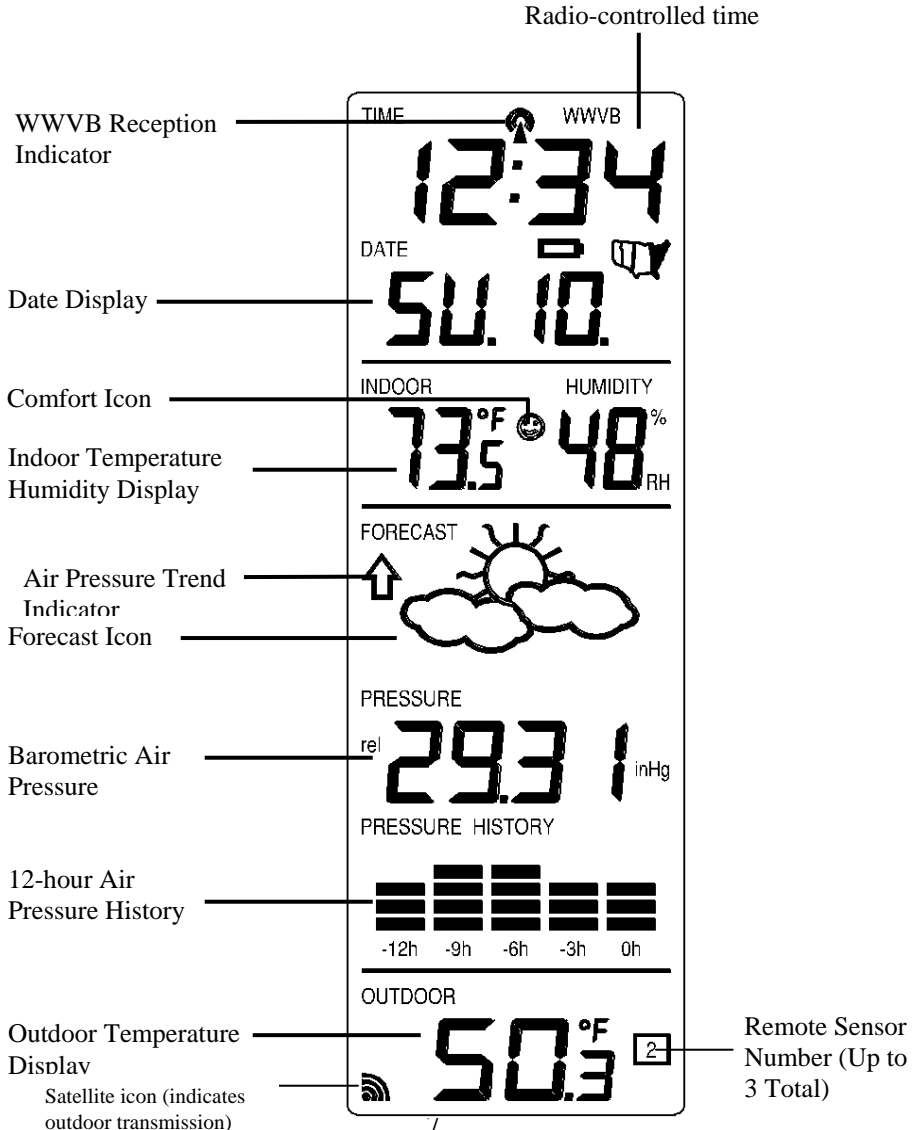 Radio-controlled time
WWVB Reception
Indicator
TIME WWVB
12:34
DATE
Date Display
SU. 10.
Comfort Icon
INDOOR HUMIDITY
Indoor Temperature
Humidity Display
73.5 °F 48 %
RH
FORECAST
Air Pressure Trend
Indicator
Forecast Icon
PRESSURE
Barometric Air
Pressure
rel 29.31 inHg
PRESSURE HISTORY
12-hour Air
Pressure History
-12h -9h -6h -3h 0h
OUTDOOR
Outdoor Temperature
Display
50.3 °F 2
Remote Sensor
Number (Up to
3 Total)
Satellite icon (indicates
outdoor transmission)
7